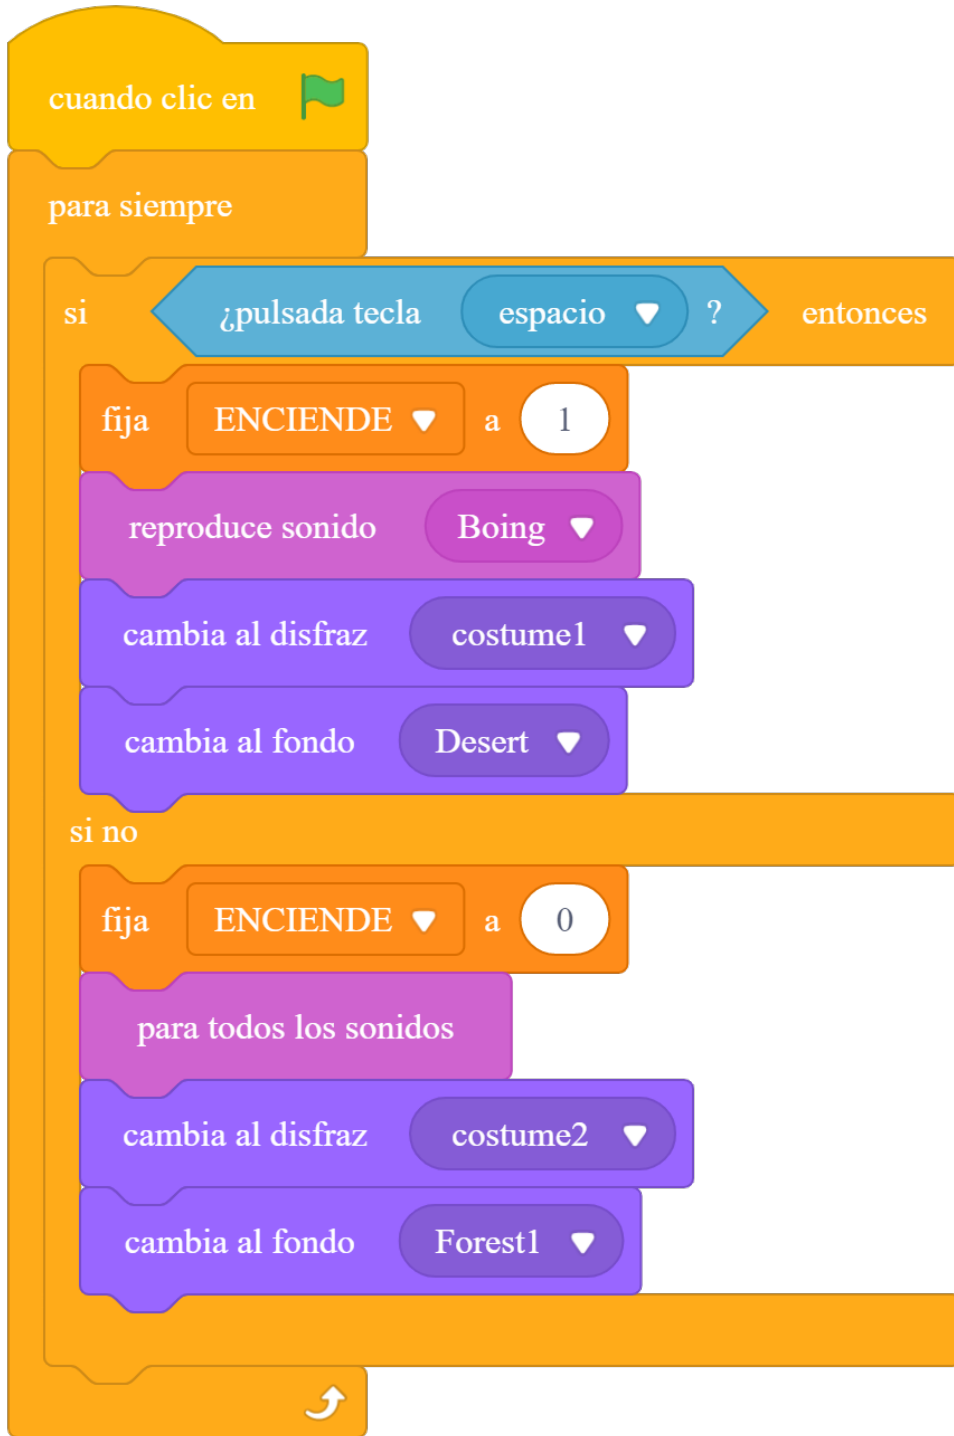 cuando clic en
para siempre
si ¿pulsada tecla espacio ? entonces
fija ENCIENDE a 1
reproduce sonido Boing
cambia al disfraz costume1
cambia al fondo Desert
si no
fija ENCIENDE a 0
para todos los sonidos
cambia al disfraz costume2
cambia al fondo Forest1